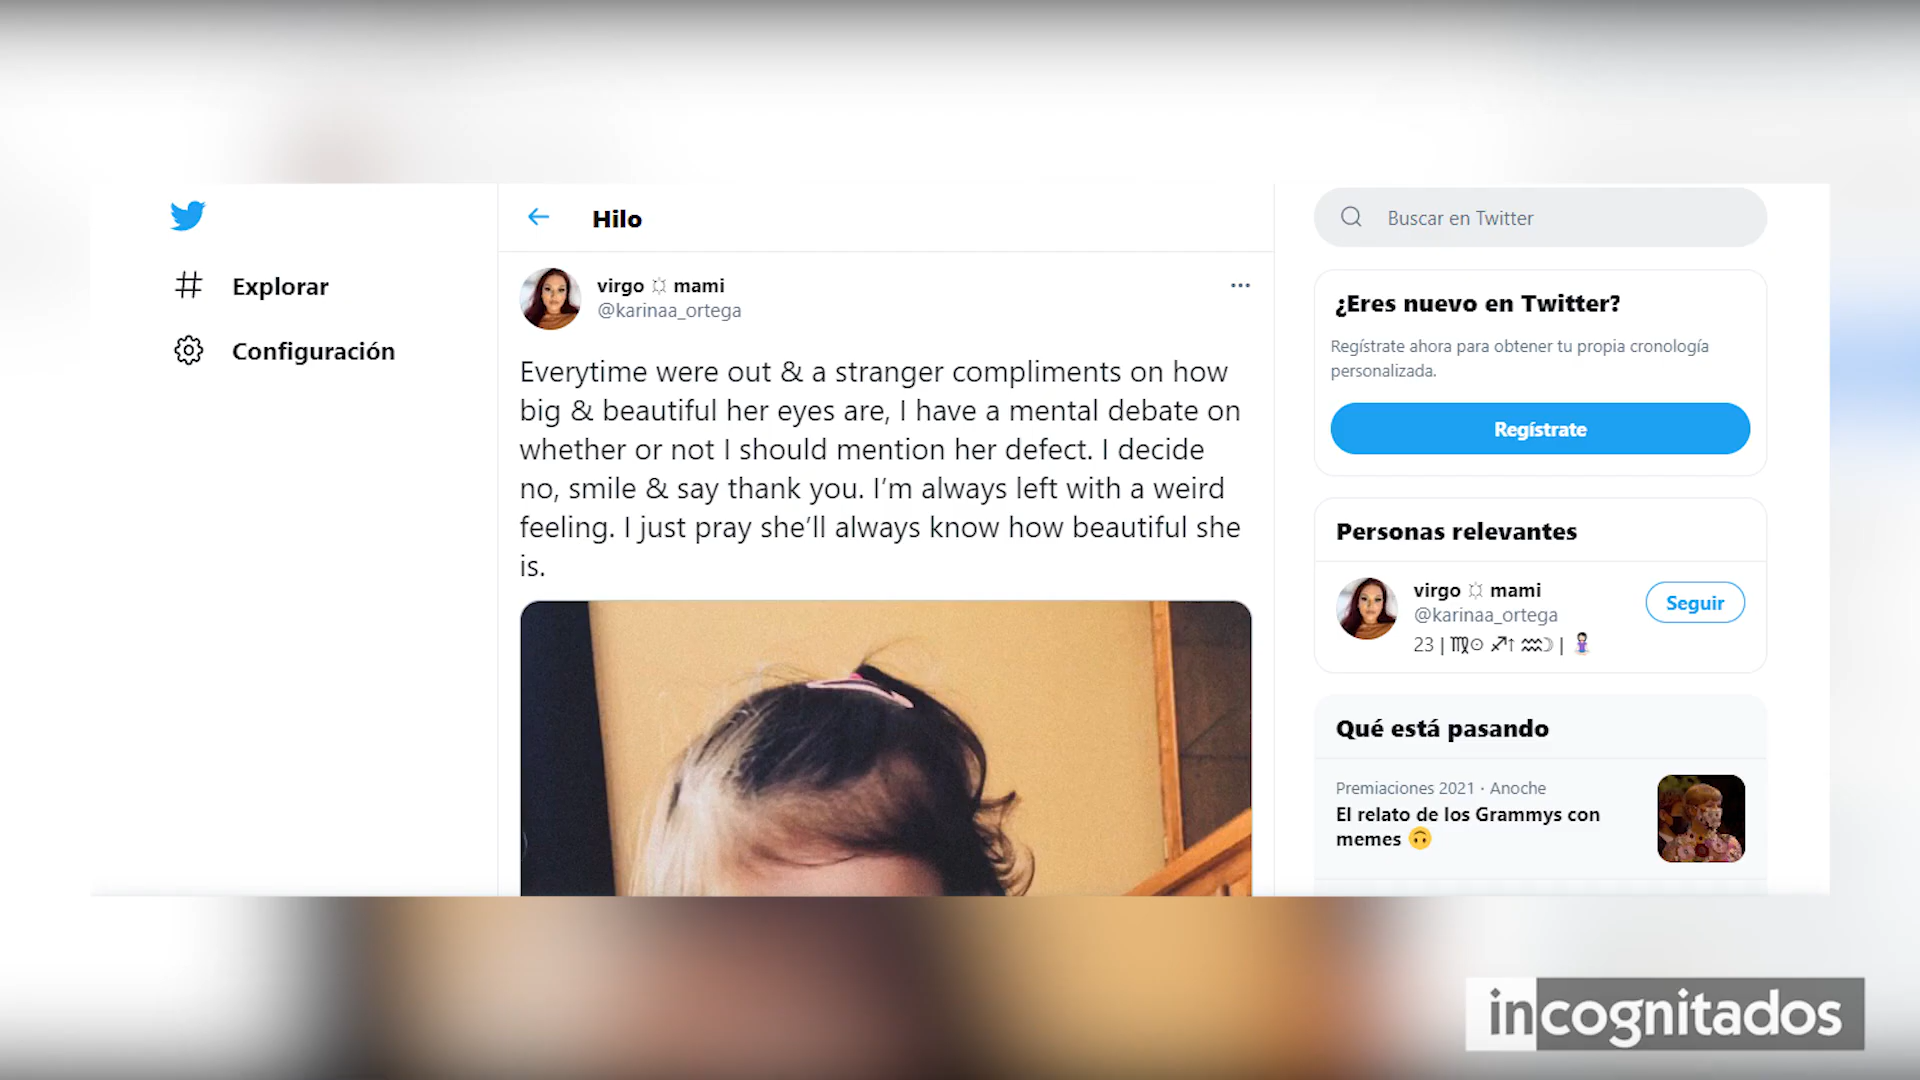 Hilo
Explorar
Configuración
virgo ☼ mami
@karinaa_ortega
Everytime were out & a stranger compliments on how
big & beautiful her eyes are, I have a mental debate on
whether or not I should mention her defect. I decide
no, smile & say thank you. I’m always left with a weird
feeling. I just pray she’ll always know how beautiful she
is.
Buscar en Twitter
¿Eres nuevo en Twitter?
Regístrate ahora para obtener tu propia cronología
personalizada.
Regístrate
Personas relevantes
virgo ☼ mami
@karinaa_ortega
Seguir
23 | ♍︎⊙ ♐︎↑ ♒︎☽ |
Qué está pasando
Premiaciones 2021 · Anoche
El relato de los Grammys con
memes 🙃
incognitados